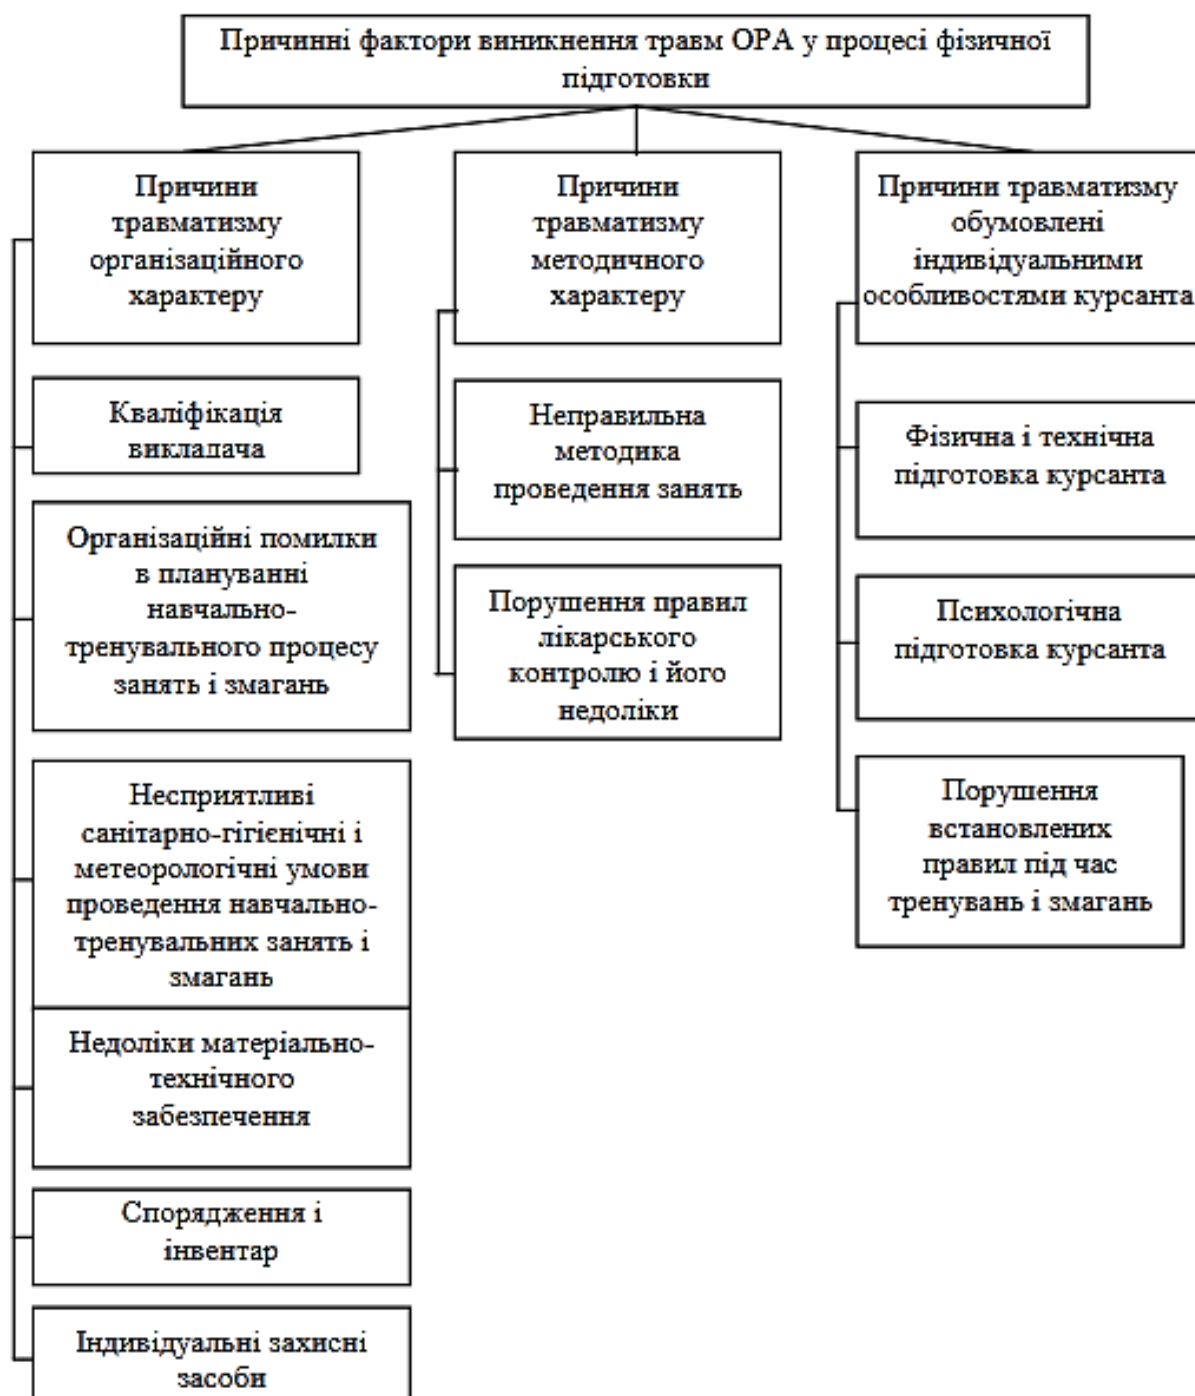 Причинні фактори виникнення травм ОРА у процесі фізичної
підготовки
Причини
травматизму
організаційного
характеру
Кваліфікація
викладача
Організаційні помилки
в плануванні
навчально-
тренувального процесу
занять і змагань
Несприятливі
санітарно-гігієнічні і
метеорологічні умови
проведення навчально-
тренувальних занять і
змагань
Недоліки матеріально-
технічного
забезпечення
Спорядження і
інвентар
Індивідуальні захисні
засоби
Причини
травматизму
методичного
характеру
Неправильна
методика
проведення занять
Порушення правил
лікарського
контролю і його
недоліки
Причини травматизму
обумовлені
індивідуальними
особливостями курсанта
Фізична і технічна
підготовка курсанта
Психологічна
підготовка курсанта
Порушення
встановлених
правил під час
тренувань і змагань